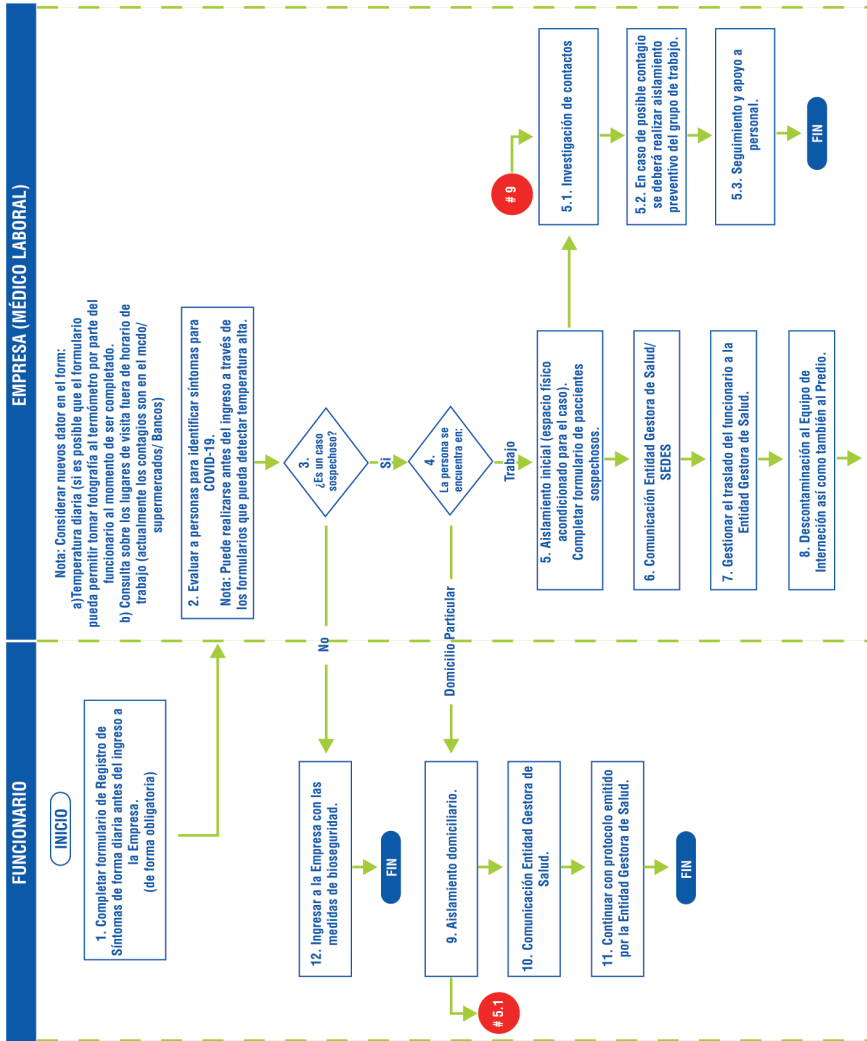 FUNCIONARIO
INICIO
1. Completar formulario de Registro de
Síntomas de forma diaria antes del ingreso a
la Empresa.
(de forma obligatoria)
12. Ingresar a la Empresa con las
medidas de bioseguridad.
FIN
9. Aislamiento domiciliario.
# 5.1
10. Comunicación Entidad Gestora de
Salud.
11. Continuar con protocolo emitido
por la Entidad Gestora de Salud.
FIN
EMPRESA (MÉDICO LABORAL)
Nota: Considerar nuevos dator en el form:
a)Temperatura diaria (si es posible que el formulario
pueda permitir tomar fotografía al termómetro por parte del
funcionario al momento de ser completado.
b) Consulta sobre los lugares de visita fuera de horario de
trabajo (actualmente los contagios son en el mcdo/
supermercados/ Bancos)
2. Evaluar a personas para identificar síntomas para
COVID-19.
Nota: Puede realizarse antes del ingreso a través de
los formularios que pueda detectar temperatura alta.
3.
¿Es un caso
sospechoso?
No
Si
4.
La persona se
encuentra en:
Domicilio Particular
Trabajo
5. Aislamiento inicial (espacio físico
acondicionado para el caso).
Completar formulario de paccientes
sospechosos.
6. Comunicación Entidad Gestora de Salud/
SEDES
7. Gestionar el traslado del funcionario a la
Entidad Gestora de Salud.
8. Descontaminación al Equipo de
Interneción así como también al Predio.
# 9
5.1. Investigación de contactos
5.2. En caso de posible contagio
se deberá realizar aislamiento
preventivo del grupo de trabajo.
5.3. Seguimiento y apoyo a
personal.
FIN